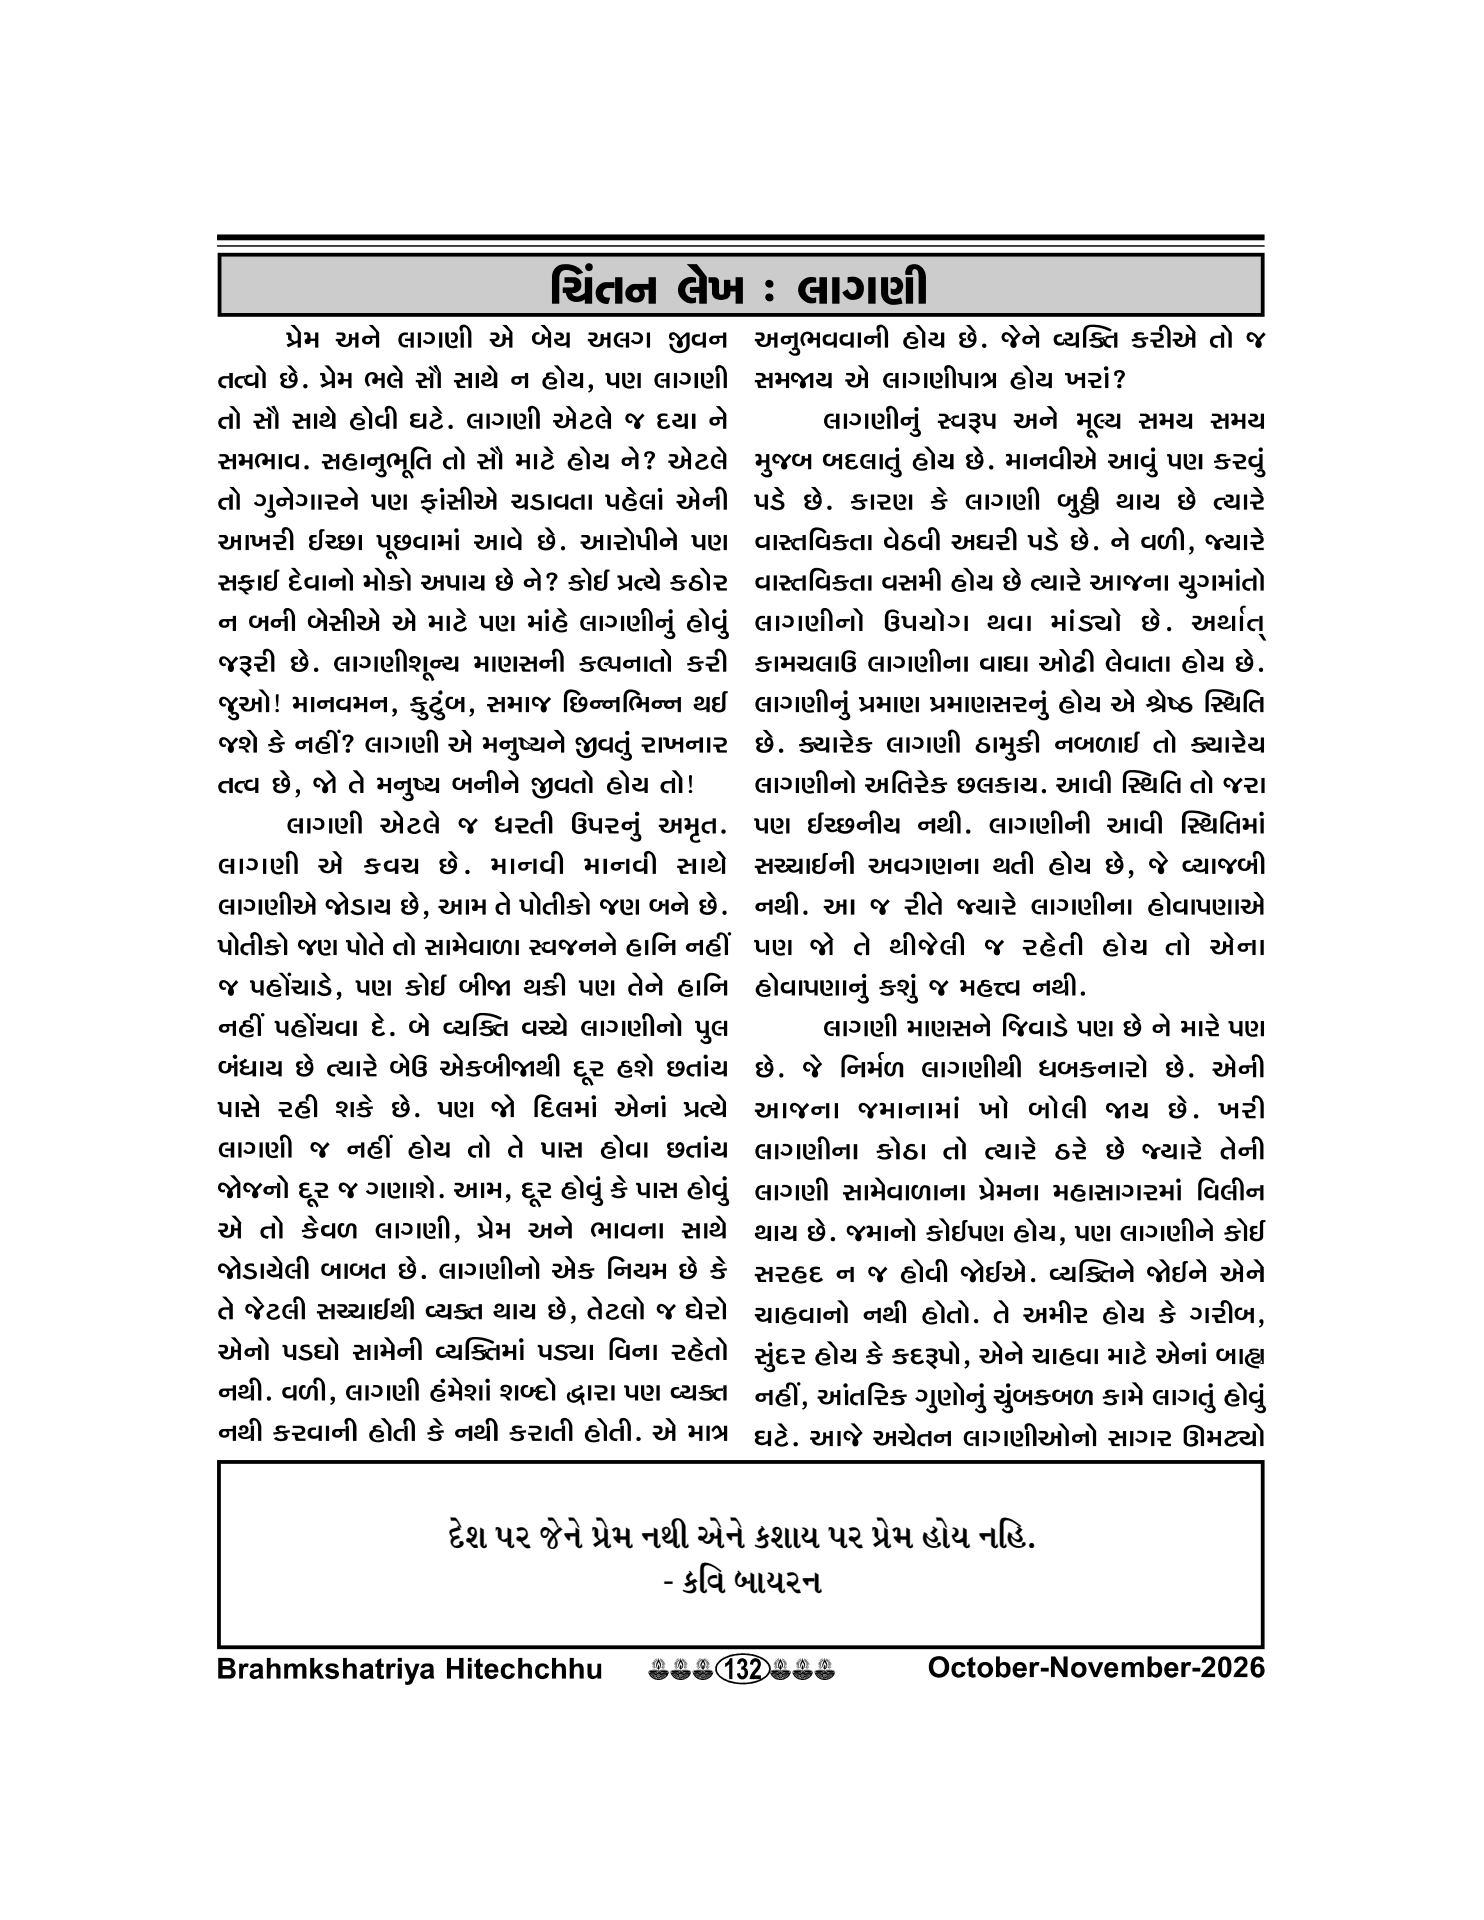 ચિંતન લેખ : લાગણી
પ્રેમ અને લાગણી એ બેય અલગ જીવન
તત્વો છે. પ્રેમ ભલે સૌ સાથે ન હોય, પણ લાગણી
તો સૌ સાથે હોવી ઘટે. લાગણી એટલે જ દયા ને
સમભાવ. સહાનુભૂતિ તો સૌ માટે હોય ને? એટલે
તો ગુનેગારને પણ ફાંસીએ ચડાવતા પહેલાં એની
આખરી ઈચ્છા પૂછવામાં આવે છે. આરોપીને પણ
સફાઈ દેવાનો મોકો અપાય છે ને? કોઈ પ્રત્યે કઠોર
ન બની બેસીએ એ માટે પણ માંહે લાગણીનું હોવું
જરૂરી છે. લાગણીશૂન્ય માણસની કલ્પનાતો કરી
જુઓ! માનવમન, કુટુંબ, સમાજ છિન્નભિન્ન થઈ
જશે કે નહીં? લાગણી એ મનુષ્યને જીવતું રાખનાર
તત્વ છે, જો તે મનુષ્ય બનીને જીવતો હોય તો!
લાગણી એટલે જ ધરતી ઉપરનું અમૃત.
લાગણી એ કવચ છે. માનવી માનવી સાથે
લાગણીએ જોડાય છે, આમ તે પોતીકો જણ બને છે.
પોતીકો જણ પોતે તો સામેવાળા સ્વજનને હાનિ નહીં
જ પહોંચાડે, પણ કોઈ બીજા થકી પણ તેને હાનિ
નહીં પહોંચવા દે. બે વ્યક્તિ વચ્ચે લાગણીનો પુલ
બંધાય છે ત્યારે બેઉ એકબીજાથી દૂર હશે છતાંય
પાસે રહી શકે છે. પણ જો દિલમાં એનાં પ્રત્યે
લાગણી જ નહીં હોય તો તે પાસ હોવા છતાંય
જોજનો દૂર જ ગણાશે. આમ, દૂર હોવું કે પાસ હોવું
એ તો કેવળ લાગણી, પ્રેમ અને ભાવના સાથે
જોડાયેલી બાબત છે. લાગણીનો એક નિયમ છે કે
તે જેટલી સચ્ચાઈથી વ્યક્ત થાય છે, તેટલો જ ઘેરો
એનો પડઘો સામેની વ્યક્તિમાં પડ્યા વિના રહેતો
નથી. વળી, લાગણી હંમેશાં શબ્દો દ્વારા પણ વ્યક્ત
નથી કરવાની હોતી કે નથી કરાતી હોતી. એ માત્ર
અનુભવવાની હોય છે. જેને વ્યક્તિ કરીએ તો જ
સમજાય એ લાગણીપાત્ર હોય ખરાં?
લાગણીનું સ્વરૂપ અને મૂલ્ય સમય સમય
મુજબ બદલાતું હોય છે. માનવીએ આવું પણ કરવું
પડે છે. કારણ કે લાગણી બુઠ્ઠી થાય છે ત્યારે
વાસ્તવિકતા વેઠવી અઘરી પડે છે. ને વળી, જ્યારે
વાસ્તવિકતા વસમી હોય છે ત્યારે આજના યુગમાંતો
લાગણીનો ઉપયોગ થવા માંડ્યો છે. અર્થાત્
કામચલાઉ લાગણીના વાઘા ઓઢી લેવાતા હોય છે.
લાગણીનું પ્રમાણ પ્રમાણસરનું હોય એ શ્રેષ્ઠ સ્થિતિ
છે. ક્યારેક લાગણી ઠામુકી નબળાઈ તો ક્યારેય
લાગણીનો અતિરેક છલકાય. આવી સ્થિતિ તો જરા
પણ ઈચ્છનીય નથી. લાગણીની આવી સ્થિતિમાં
સચ્ચાઈની અવગણના થતી હોય છે, જે વ્યાજબી
નથી. આ જ રીતે જ્યારે લાગણીના હોવાપણાએ
પણ જો તે થીજેલી જ રહેતી હોય તો એના
હોવાપણાનું કશું જ મહત્ત્વ નથી.
લાગણી માણસને જિવાડે પણ છે ને મારે પણ
છે. જે નિર્મળ લાગણીથી ધબકનારો છે. એની
આજના જમાનામાં ખો બોલી જાય છે. ખરી
લાગણીના કોઠા તો ત્યારે ઠરે છે જ્યારે તેની
લાગણી સામેવાળાના પ્રેમના મહાસાગરમાં વિલીન
થાય છે. જમાનો કોઈપણ હોય, પણ લાગણીને કોઈ
સરહદ ન જ હોવી જોઈએ. વ્યક્તિને જોઈને એને
ચાહવાનો નથી હોતો. તે અમીર હોય કે ગરીબ,
સુંદર હોય કે કદરૂપો, એને ચાહવા માટે એનાં બાહ્ય
નહીં, આંતરિક ગુણોનું ચુંબકબળ કામે લાગતું હોવું
ઘટે. આજે અચેતન લાગણીઓનો સાગર ઊમટ્યો
દેશ પર જેને પ્રેમ નથી એને કશાય પર પ્રેમ હોય નહિ.
- કવિ બાયરન
Brahmkshatriya Hitechchhu 132 October-November-2026